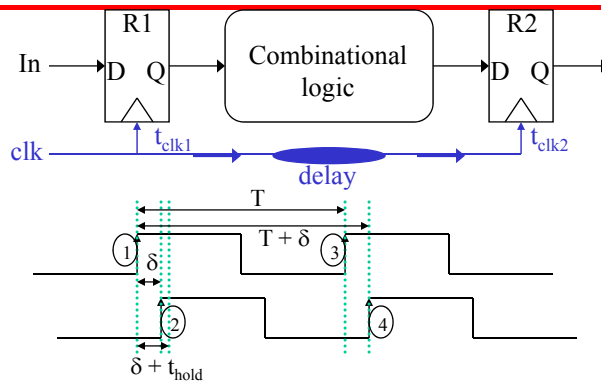 R1
R2
In
D Q
Combinational
logic
D Q
clk
t_clk1
t_clk2
delay
T
T + δ
1
3
δ
2
4
δ + t_hold